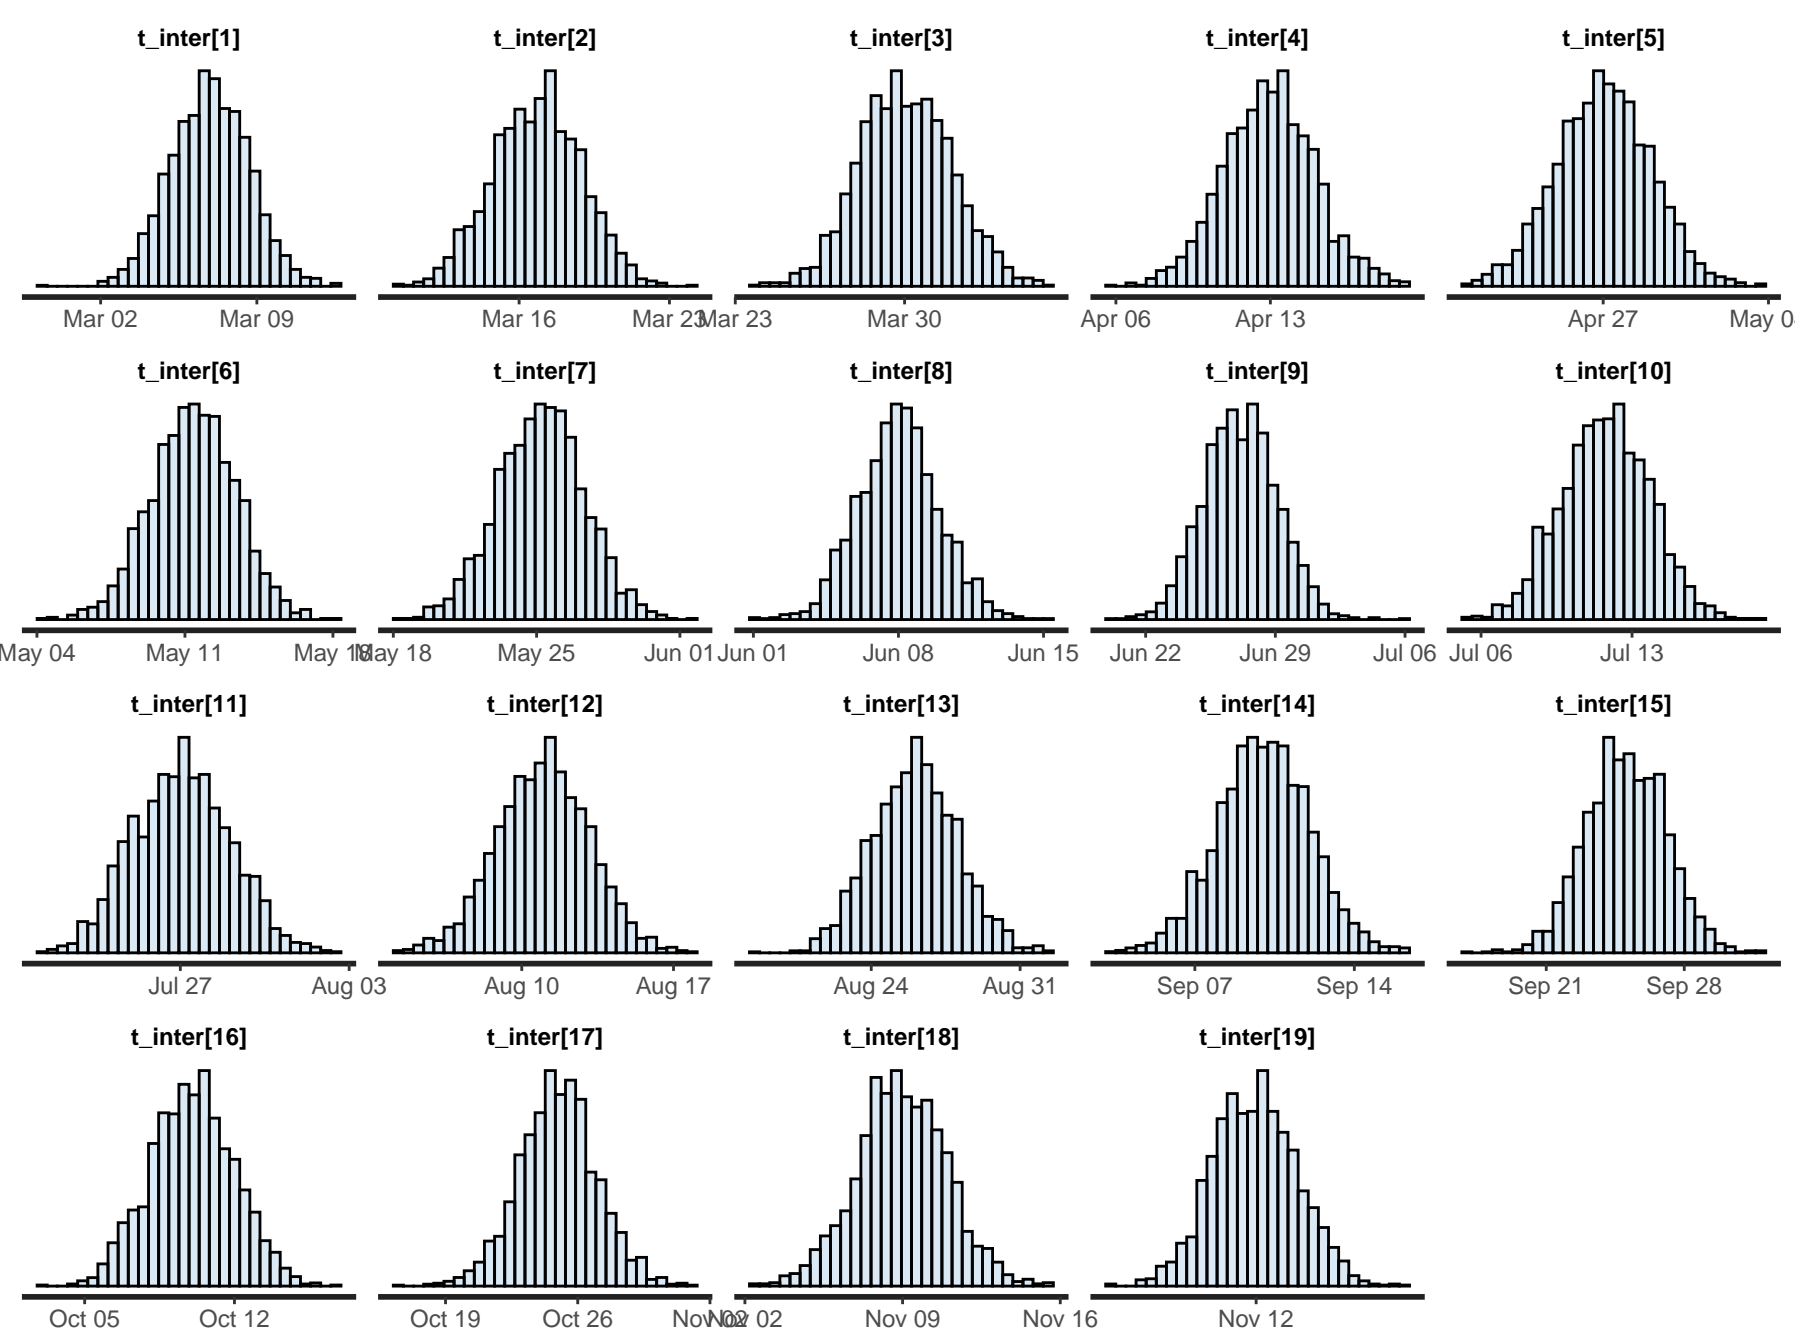 t_inter[1] t_inter[2] t_inter[3] t_inter[4] t_inter[5]
Mar 02 Mar 09 Mar 16 Mar 23 Mar 23 Mar 30 Apr 06 Apr 13 Apr 27 May 0
t_inter[6] t_inter[7] t_inter[8] t_inter[9] t_inter[10]
May 04 May 11 May 18 May 18 May 25 Jun 01 Jun 01 Jun 08 Jun 15 Jun 22 Jun 29 Jul 06 Jul 06 Jul 13
t_inter[11] t_inter[12] t_inter[13] t_inter[14] t_inter[15]
Jul 27 Aug 03 Aug 10 Aug 17 Aug 24 Aug 31 Sep 07 Sep 14 Sep 21 Sep 28
t_inter[16] t_inter[17] t_inter[18] t_inter[19]
Oct 05 Oct 12 Oct 19 Oct 26 Nov 02 Nov 02 Nov 09 Nov 16 Nov 12